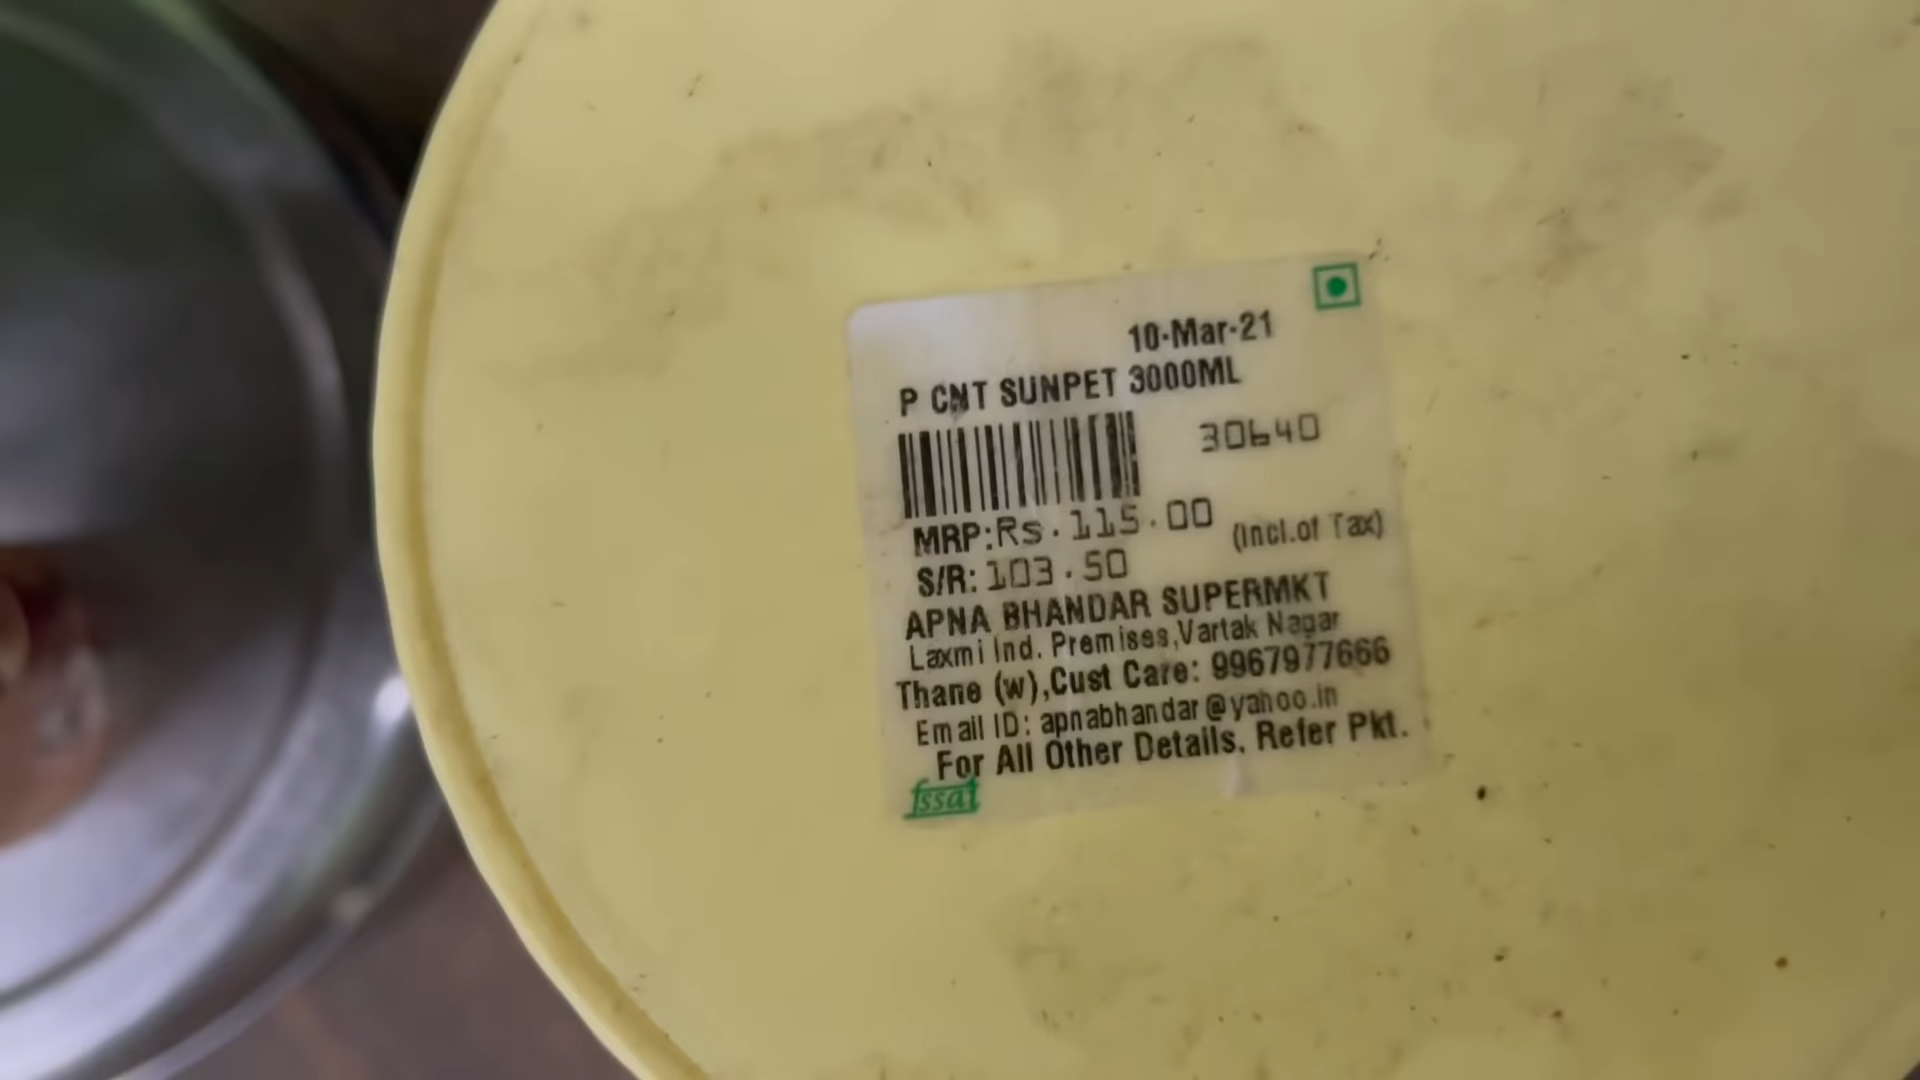 10-Mar-21
P CNT SUNPET 3000ML
30640
MRP:Rs.115.00 (Incl.of Tax)
S/R: 103.50
APNA BHANDAR SUPERMKT
Laxmi Ind. Premises,Vartak Nagar
Thane (w),Cust Care: 9967977666
Email ID: apnabhandar@yahoo.in
For All Other Details, Refer Pkt.
fssai